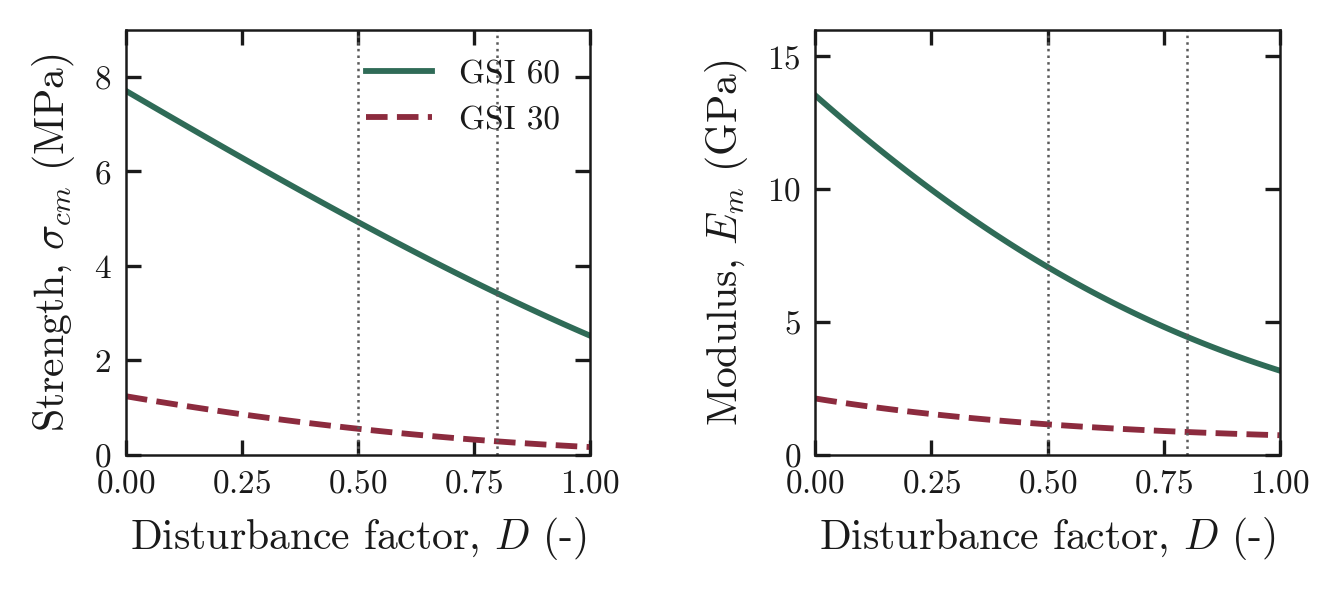 Strength, σcm (MPa)
8
6
4
2
0
GSI 60
GSI 30
0.00 0.25 0.50 0.75 1.00
Disturbance factor, D (-)
Modulus, Em (GPa)
15
10
5
0
0.00 0.25 0.50 0.75 1.00
Disturbance factor, D (-)